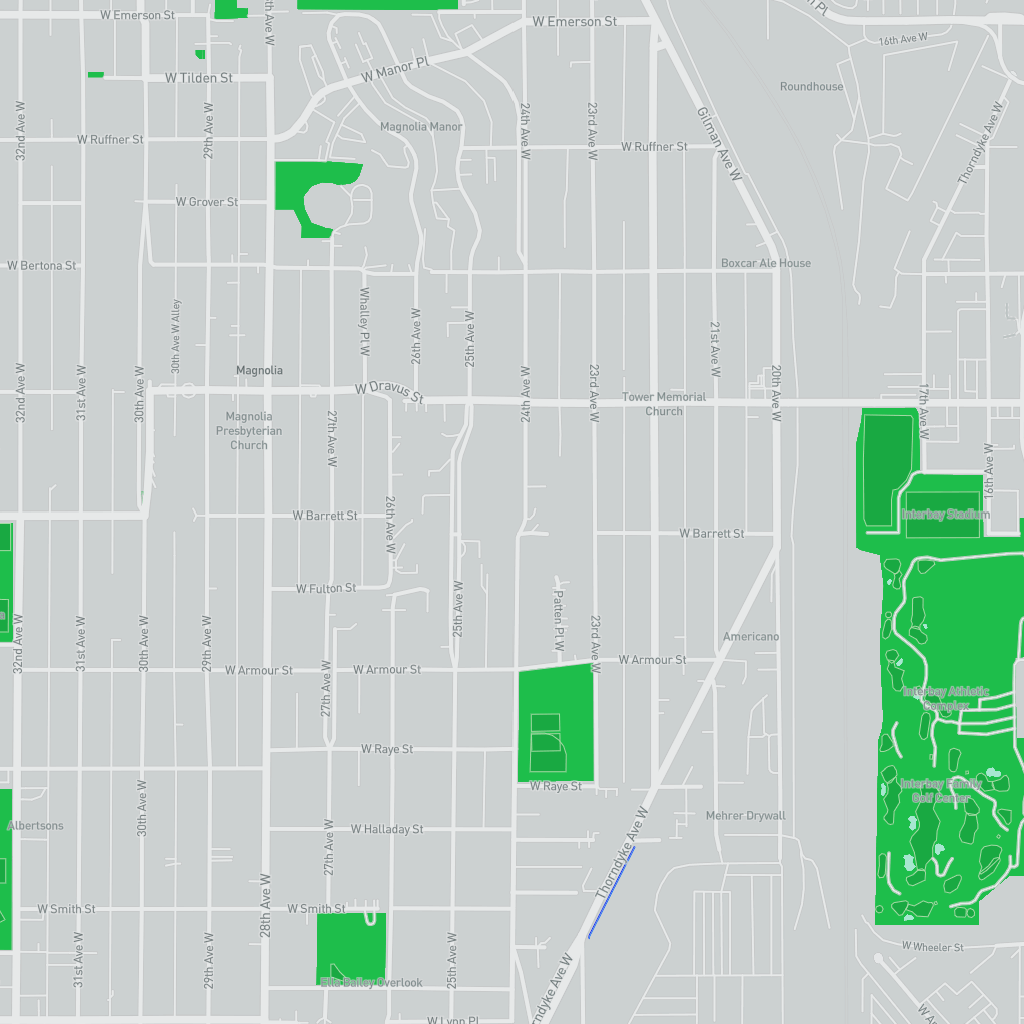 W Emerson St
W Emerson St
16th Ave W
W Manor Pl
W Tilden St
Roundhouse
32nd Ave W
29th Ave W
24th Ave W
23rd Ave W
Gilman Ave W
Thorndyke Ave W
Magnolia Manor
W Ruffner St
W Ruffner St
W Grover St
W Bertona St
Boxcar Ale House
30th Ave W Alley
Whalley Pl W
26th Ave W
25th Ave W
21st Ave W
Magnolia
32nd Ave W
31st Ave W
30th Ave W
W Dravus St
24th Ave W
23rd Ave W
Tower Memorial
Church
20th Ave W
17th Ave W
Magnolia
Presbyterian
Church
27th Ave W
16th Ave W
26th Ave W
W Barrett St
Interbay Stadium
W Barrett St
W Fulton St
25th Ave W
Patten Pl W
23rd Ave W
32nd Ave W
31st Ave W
30th Ave W
29th Ave W
Americano
W Armour St
W Armour St
W Armour St
27th Ave W
Interbay Athletic
Complex
W Raye St
W Raye St
Interbay Family
Golf Center
30th Ave W
Albertsons
W Halladay St
27th Ave W
Mehrer Drywall
Thorndyke Ave W
28th Ave W
W Smith St
W Smith St
31st Ave W
29th Ave W
25th Ave W
W Wheeler St
Ella Bailey Overlook
W Lynn Pl